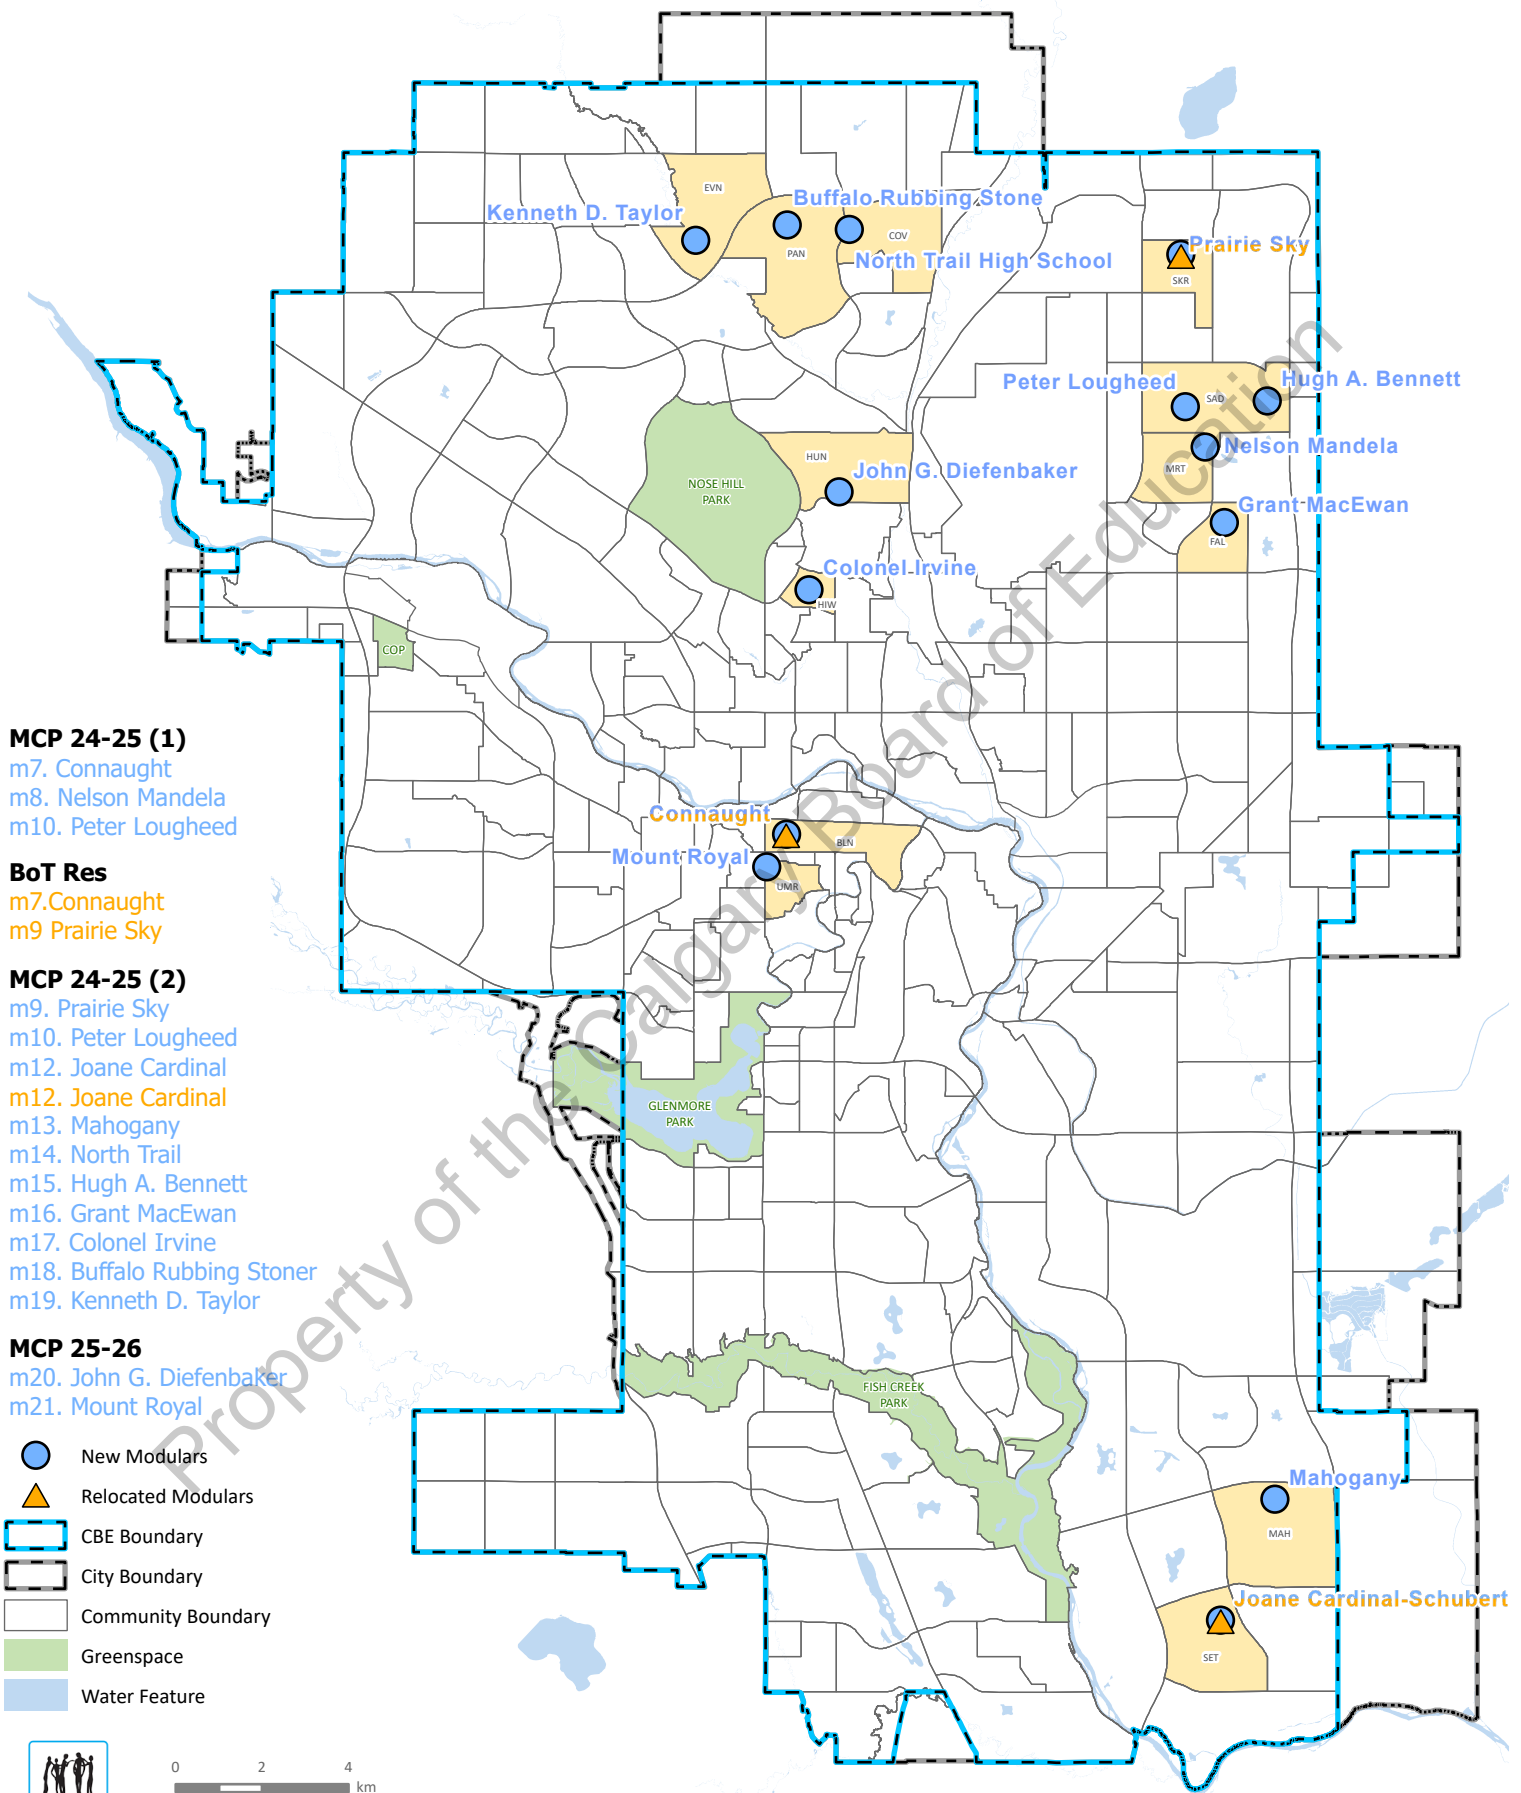 EVN
Buffalo Rubbing Stone
Kenneth D. Taylor
COV
PAN
North Trail High School
Prairie Sky
SKR
Peter Lougheed
Hugh A. Bennett
SAD
HUN
John G. Diefenbaker
Nelson Mandela
MRT
NOSE HILL
PARK
Grant MacEwan
FAL
Colonel Irvine
HIW
COP
Connaught
BLN
Mount Royal
UMR
GLENMORE
PARK
FISH CREEK
PARK
Mahogany
MAH
Joane Cardinal-Schubert
SET
Property of the Calgary Board of Education
MCP 24-25 (1)
m7. Connaught
m8. Nelson Mandela
m10. Peter Lougheed
BoT Res
m7.Connaught
m9 Prairie Sky
MCP 24-25 (2)
m9. Prairie Sky
m10. Peter Lougheed
m12. Joane Cardinal
m12. Joane Cardinal
m13. Mahogany
m14. North Trail
m15. Hugh A. Bennett
m16. Grant MacEwan
m17. Colonel Irvine
m18. Buffalo Rubbing Stoner
m19. Kenneth D. Taylor
MCP 25-26
m20. John G. Diefenbaker
m21. Mount Royal
New Modulars
Relocated Modulars
CBE Boundary
City Boundary
Community Boundary
Greenspace
Water Feature
0 2 4
km